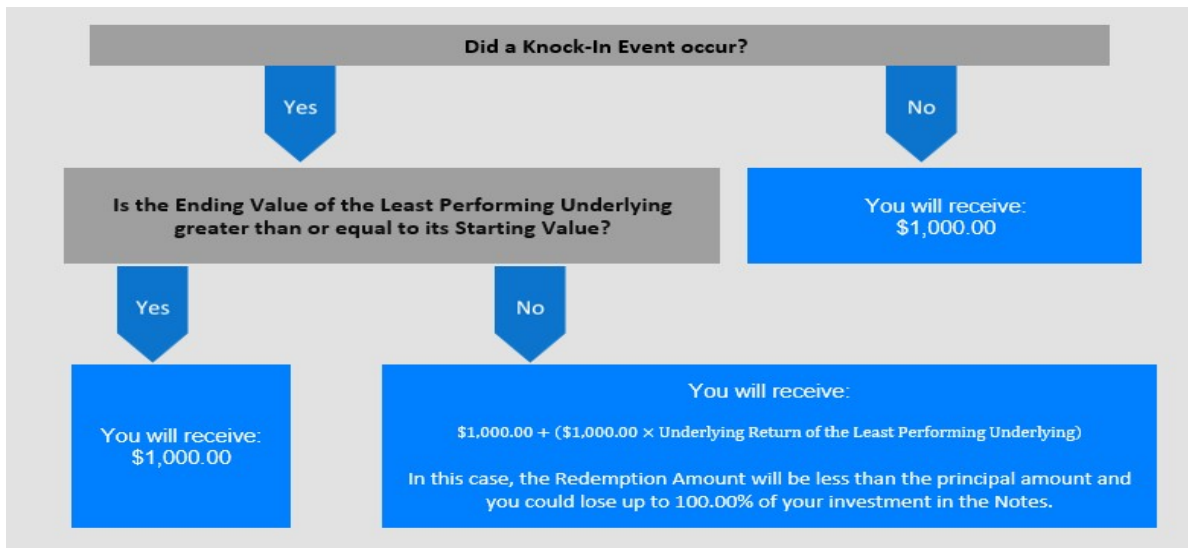 Did a Knock-In Event occur?
Yes
No
Is the Ending Value of the Least Performing Underlying
greater than or equal to its Starting Value?
You will receive:
$1,000.00
Yes
No
You will receive:
$1,000.00
You will receive:
$1,000.00 + ($1,000.00 × Underlying Return of the Least Performing Underlying)
In this case, the Redemption Amount will be less than the principal amount and
you could lose up to 100.00% of your investment in the Notes.